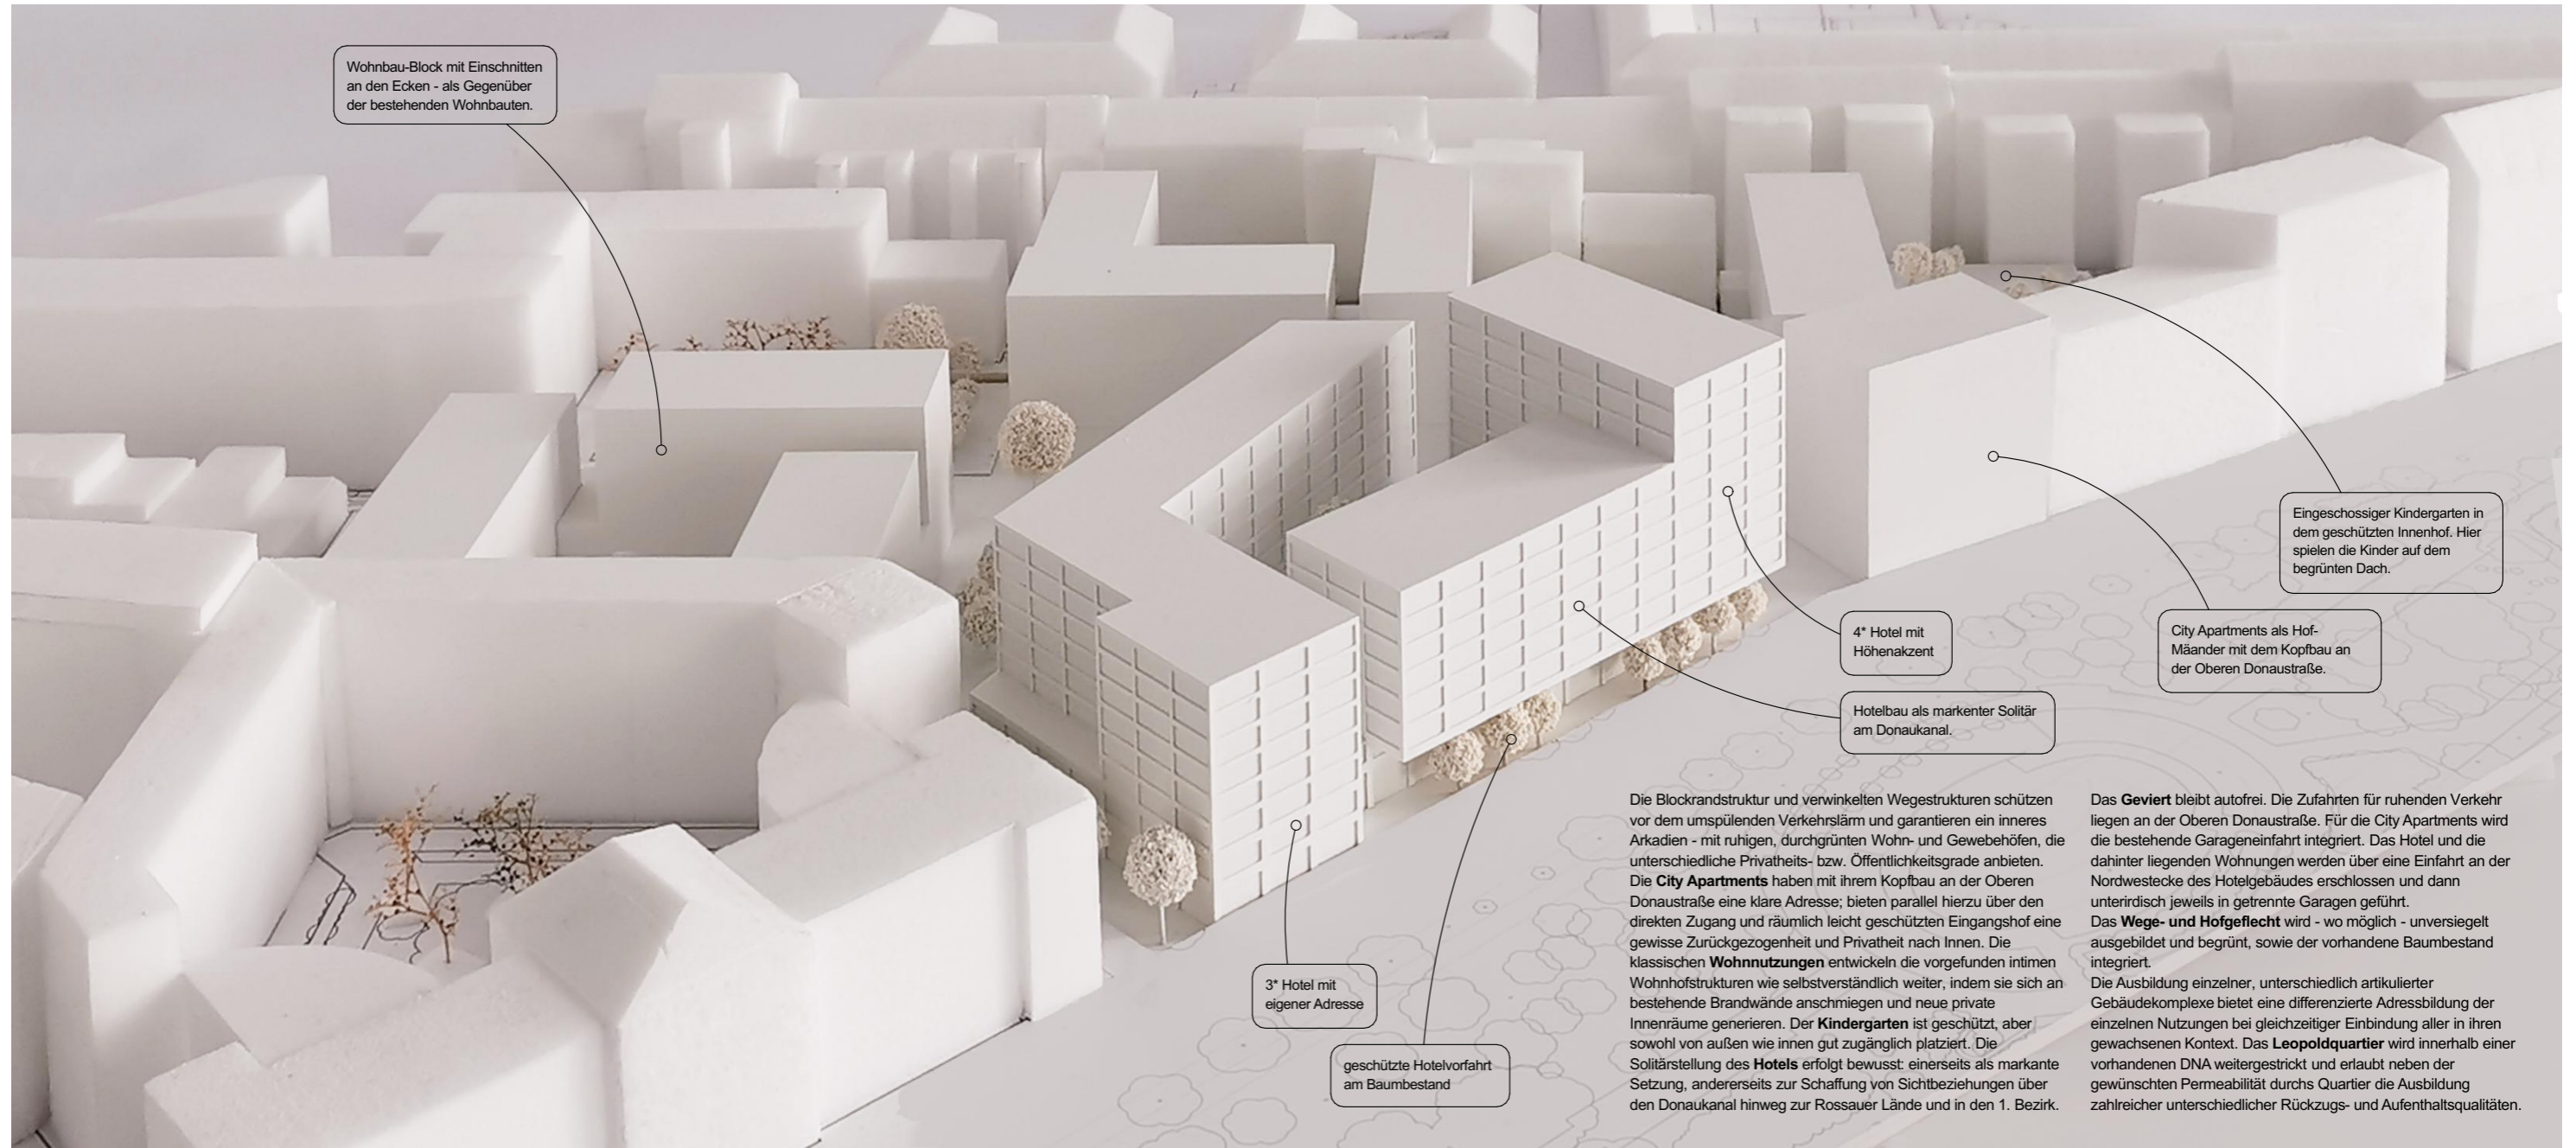 Wohnbau-Block mit Einschnitten
an den Ecken - als Gegenüber
der bestehenden Wohnbauten.
Eingeschossiger Kindergarten in
dem geschützten Innenhof. Hier
spielen die Kinder auf dem
begrünten Dach.
City Apartments als Hof-
Mäander mit dem Kopfbau an
der Oberen Donaustraße.
4* Hotel mit
Höhenakzent
Hotelbau als markenter Solitär
am Donaukanal.
3* Hotel mit
eigener Adresse
geschützte Hotelvorfahrt
am Baumbestand
Die Blockrandstruktur und verwinkelten Wegestrukturen schützen
vor dem umspülenden Verkehrslärm und garantieren ein inneres
Arkadien - mit ruhigen, durchgrünten Wohn- und Gewebehöfen, die
unterschiedliche Privatheits- bzw. Öffentlichkeitsgrade anbieten.
Die City Apartments haben mit ihrem Kopfbau an der Oberen
Donaustraße eine klare Adresse; bieten parallel hierzu über den
direkten Zugang und räumlich leicht geschützten Eingangshof eine
gewisse Zurückgezogenheit und Privatheit nach Innen. Die
klassischen Wohnnutzungen entwickeln die vorgefunden intimen
Wohnhofstrukturen wie selbstverständlich weiter, indem sie sich an
bestehende Brandwände anschmiegen und neue private
Innenräume generieren. Der Kindergarten ist geschützt, aber
sowohl von außen wie innen gut zugänglich platziert. Die
Solitärstellung des Hotels erfolgt bewusst: einerseits als markante
Setzung, andererseits zur Schaffung von Sichtbeziehungen über
den Donaukanal hinweg zur Rossauer Lände und in den 1. Bezirk.
Das Geviert bleibt autofrei. Die Zufahrten für ruhenden Verkehr
liegen an der Oberen Donaustraße. Für die City Apartments wird
die bestehende Garageneinfahrt integriert. Das Hotel und die
dahinter liegenden Wohnungen werden über eine Einfahrt an der
Nordwestecke des Hotelgebäudes erschlossen und dann
unterirdisch jeweils in getrennte Garagen geführt.
Das Wege- und Hofgeflecht wird - wo möglich - unversiegelt
ausgebildet und begrünt, sowie der vorhandene Baumbestand
integriert.
Die Ausbildung einzelner, unterschiedlich artikulierter
Gebäudekomplexe bietet eine differenzierte Adressbildung der
einzelnen Nutzungen bei gleichzeitiger Einbindung aller in ihren
gewachsenen Kontext. Das Leopoldquartier wird innerhalb einer
vorhandenen DNA weitergestrickt und erlaubt neben der
gewünschten Permeabilität durchs Quartier die Ausbildung
zahlreicher unterschiedlicher Rückzugs- und Aufenthaltsqualitäten.